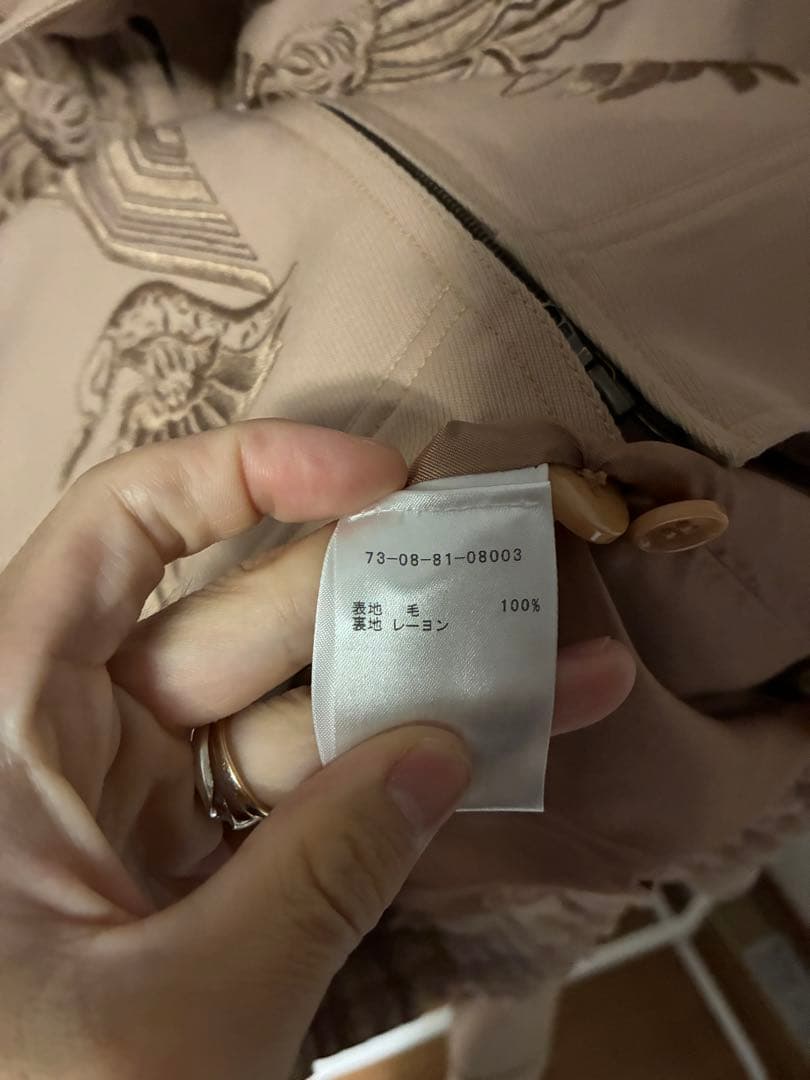 73-08-81-08003
表地 毛 100%
裏地 レーヨン